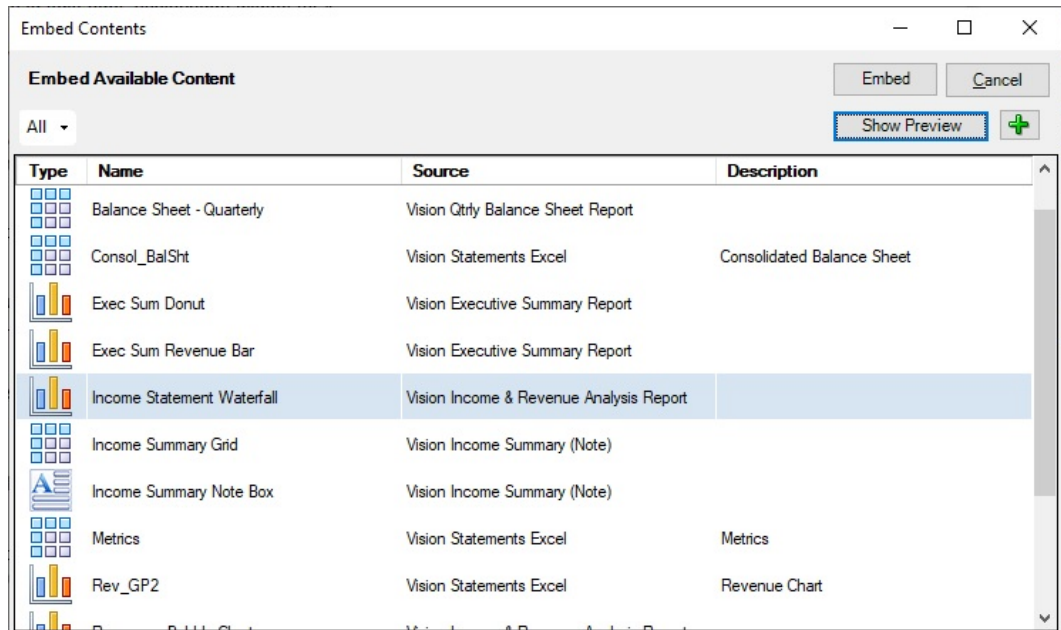 Embed Contents
Embed Available Content Embed Cancel
All Show Preview
Type Name Source Description
Balance Sheet - Quarterly Vision Qtrly Balance Sheet Report
Consol_BalSht Vision Statements Excel Consolidated Balance Sheet
Exec Sum Donut Vision Executive Summary Report
Exec Sum Revenue Bar Vision Executive Summary Report
Income Statement Waterfall Vision Income & Revenue Analysis Report
Income Summary Grid Vision Income Summary (Note)
A Income Summary Note Box Vision Income Summary (Note)
Metrics Vision Statements Excel Metrics
Rev_GP2 Vision Statements Excel Revenue Chart